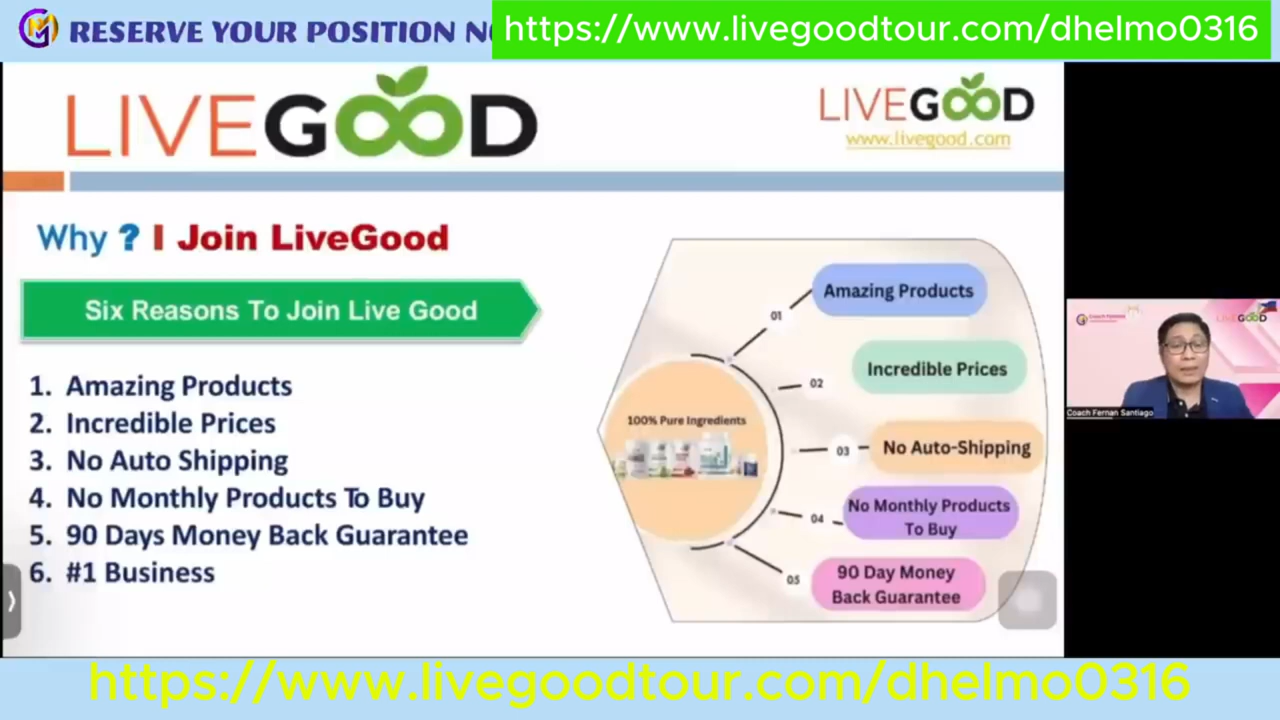 RESERVE YOUR POSITION
https://www.livegoodtour.com/dhelmo0316
LIVEGOOD
LIVEGOOD
www.livegood.com
Why ? I Join LiveGood
Six Reasons To Join Live Good
1. Amazing Products
2. Incredible Prices
3. No Auto Shipping
4. No Monthly Products To Buy
5. 90 Days Money Back Guarantee
6. #1 Business
100% Pure Ingredients
01 Amazing Products
02 Incredible Prices
03 No Auto-Shipping
04 No Monthly Products
To Buy
05 90 Day Money
Back Guarantee
LIVEGOOD
Coach Fernan Santiago
https://www.livegoodtour.com/dhelmo0316